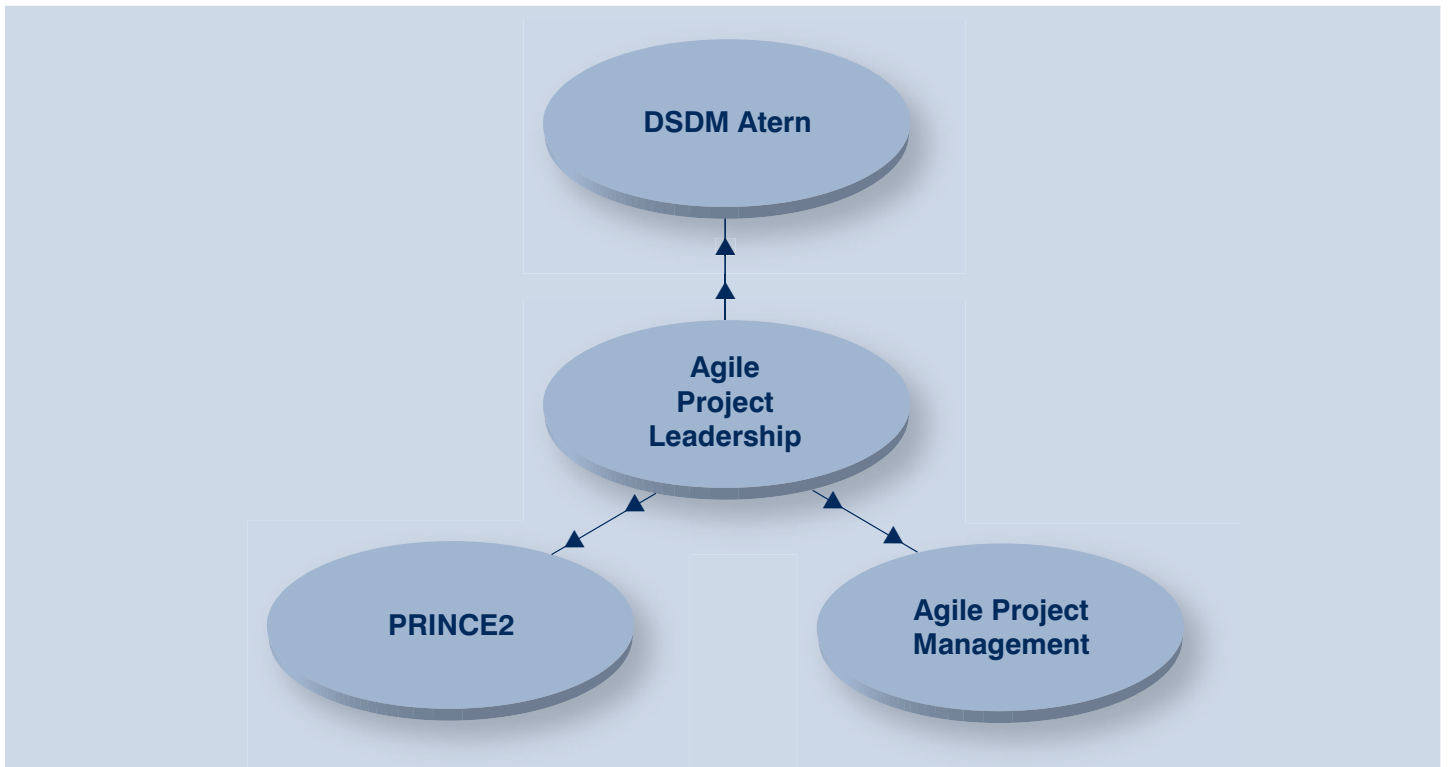 DSDM Atern
Agile
Project
Leadership
PRINCE2
Agile Project
Management